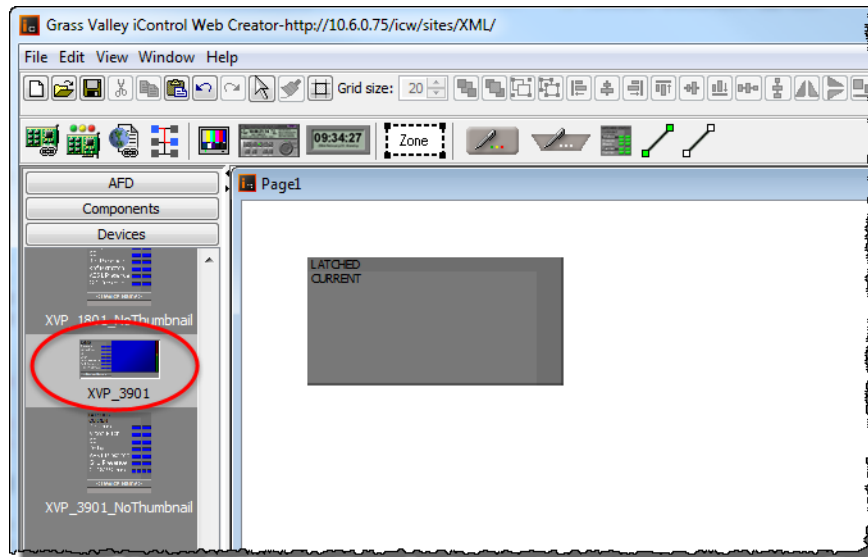 Grass Valley iControl Web Creator-http://10.6.0.75/icw/sites/XML/
File Edit View Window Help
Grid size: 20
09:34:27
Zone
AFD
Components
Devices
Page1
LATCHED
CURRENT
XVP_1801_NoThumbnail
XVP_3901
XVP_3901_NoThumbnail